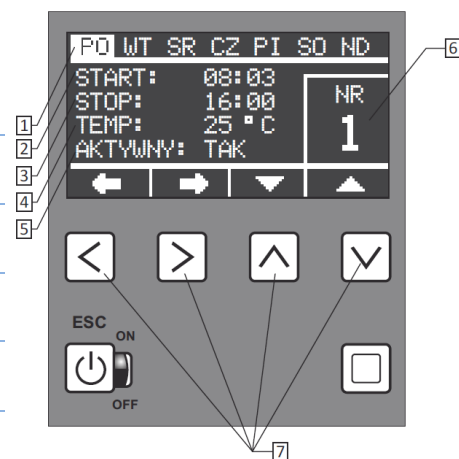 PO WT SR CZ PI SO ND
6
START: 08:03
STOP: 16:00
TEMP: 25 °C
AKTYWNY: TAK
NR
1
1
2
3
4
5
ESC
ON
OFF
7